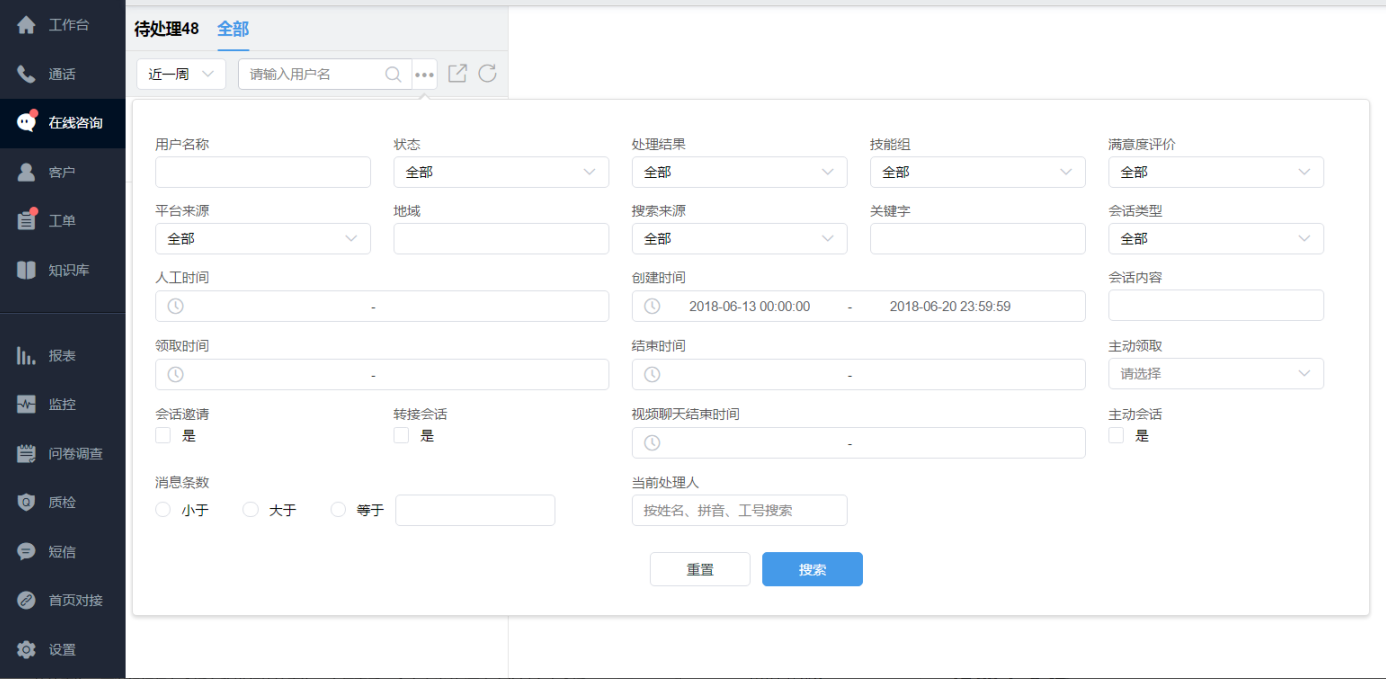 工作台
通话
在线咨询
客户
工单
知识库
报表
监控
问卷调查
质检
短信
首页对接
设置
待处理48 全部
近一周 请输入用户名
用户名称 状态 处理结果 技能组 满意度评价
全部 全部 全部 全部
平台来源 地域 搜索来源 关键字 会话类型
全部 全部 全部
人工时间 创建时间 会话内容
- 2018-06-13 00:00:00 - 2018-06-20 23:59:59
领取时间 结束时间 主动领取
- - 请选择
会话邀请 转接会话 视频聊天结束时间 主动会话
是 是 - 是
消息条数 当前处理人
小于 大于 等于 按姓名、拼音、工号搜索
重置 搜索